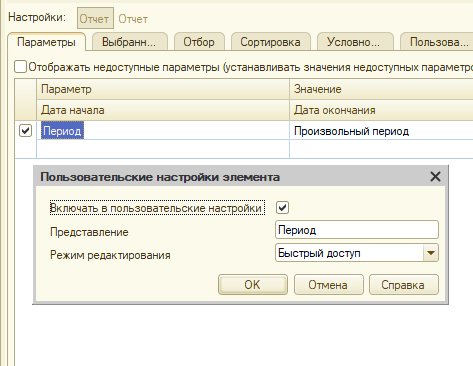 Настройки: Отчет Отчет
Параметры Выбранн... Отбор Сортировка Условно... Пользова...
Отображать недоступные параметры (устанавливать значения недоступных параметро
Параметр Значение
Дата начала Дата окончания
Период Произвольный период
Пользовательские настройки элемента
Включать в пользовательские настройки
Представление Период
Режим редактирования Быстрый доступ
ОК Отмена Справка